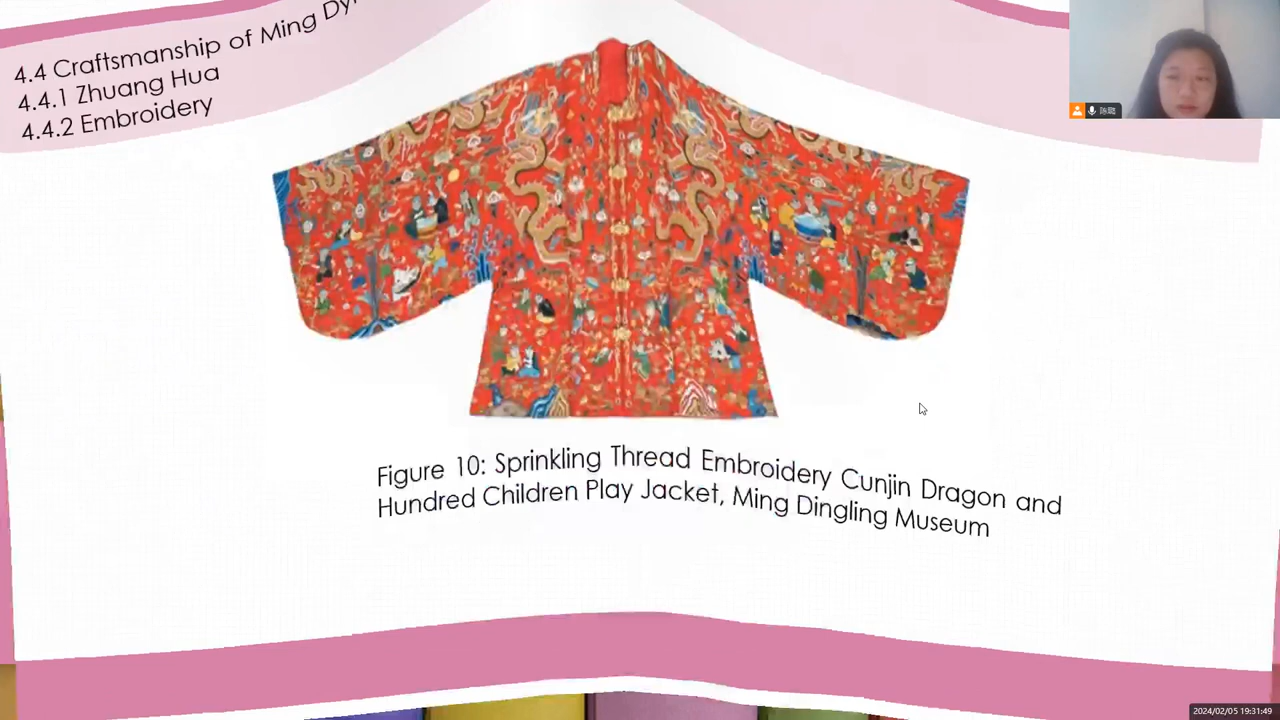 4.4 Craftsmanship of Ming
4.4.1 Zhuang Hua
4.4.2 Embroidery
Figure 10: Sprinkling Thread Embroidery Cunjin Dragon and
Hundred Children Play Jacket, Ming Dingling Museum
2024/02/05 19:31:49